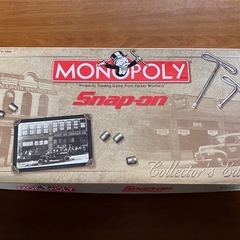 MONOPOLY
Property Trading Game from Parker Brothers
Snap-on
Collector's Ed
MONOPOLY
Snap-on